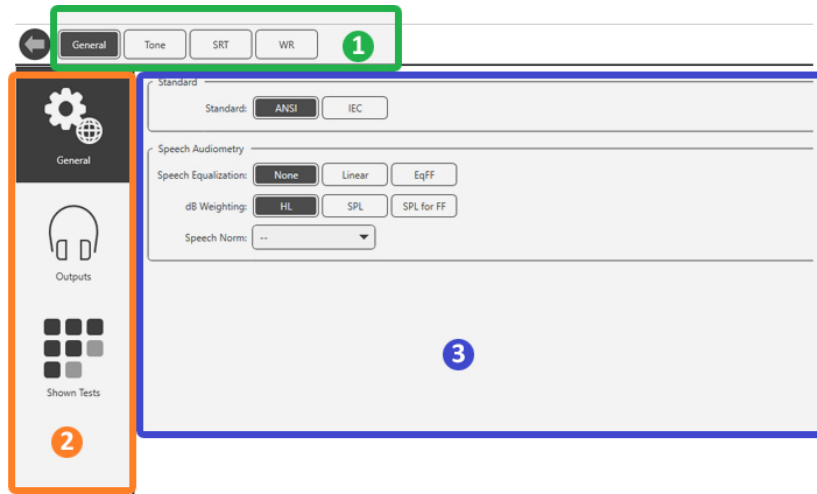 General Tone SRT WR 1
General
Outputs
Shown Tests
2
Standard
Standard: ANSI IEC
Speech Audiometry
Speech Equalization: None Linear EqFF
dB Weighting: HL SPL SPL for FF
Speech Norm: --
3